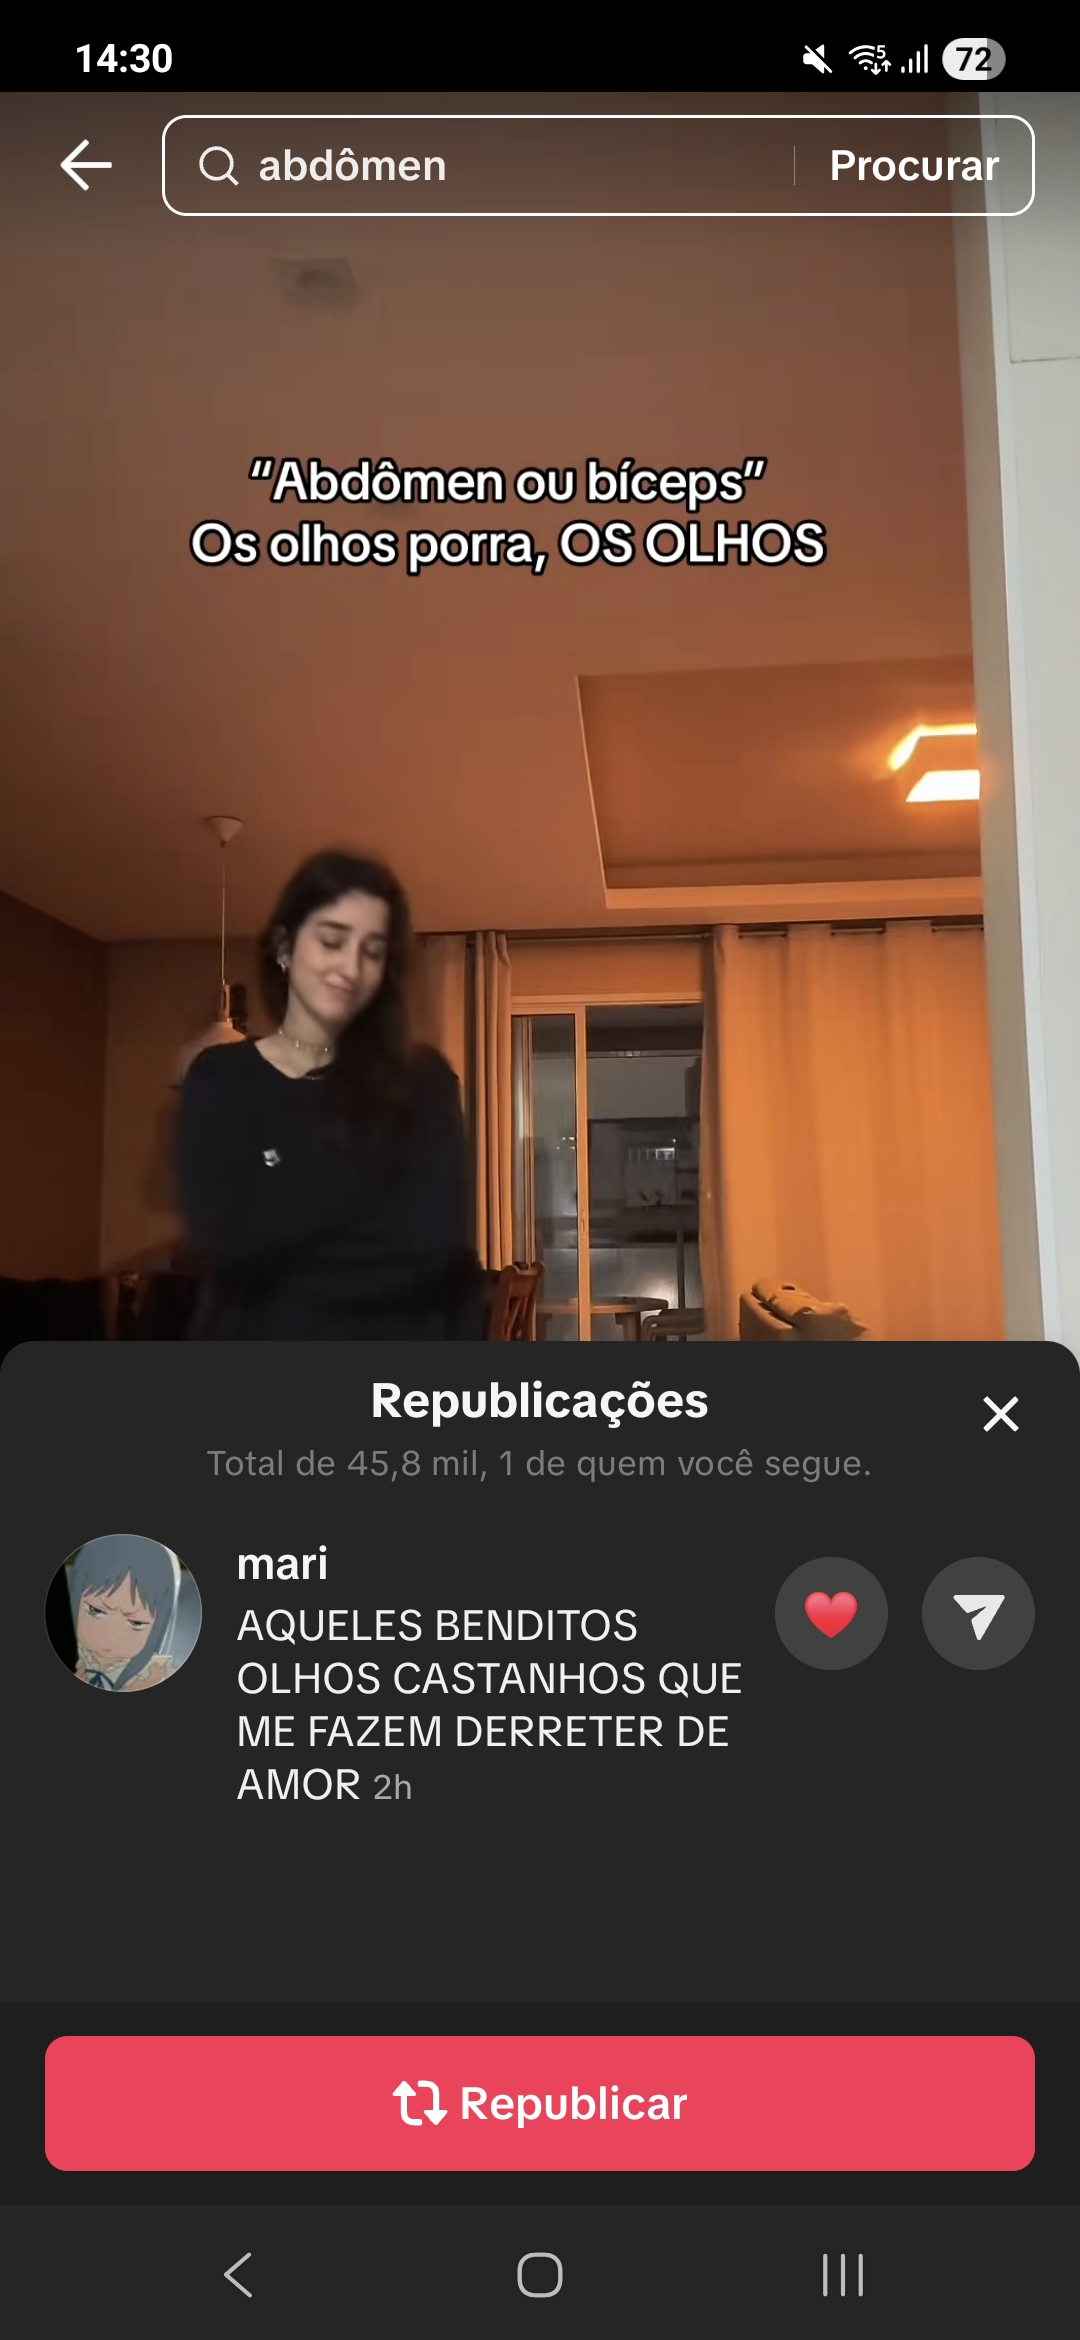 14:30
5
72
abdômen
Procurar
“Abdômen ou bíceps”
Os olhos porra, OS OLHOS
Republicações
Total de 45,8 mil, 1 de quem você segue.
mari
AQUELES BENDITOS
OLHOS CASTANHOS QUE
ME FAZEM DERRETER DE
AMOR 2h
Republicar